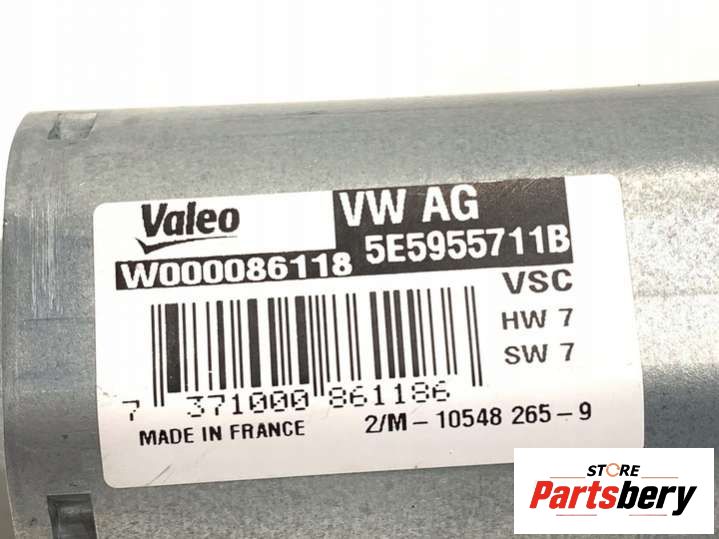 Valeo VW AG
W000086118 5E5955711B
VSC
HW 7
SW 7
7 371000 861186
MADE IN FRANCE 2/M-10548 265-9
STORE
Partsbery